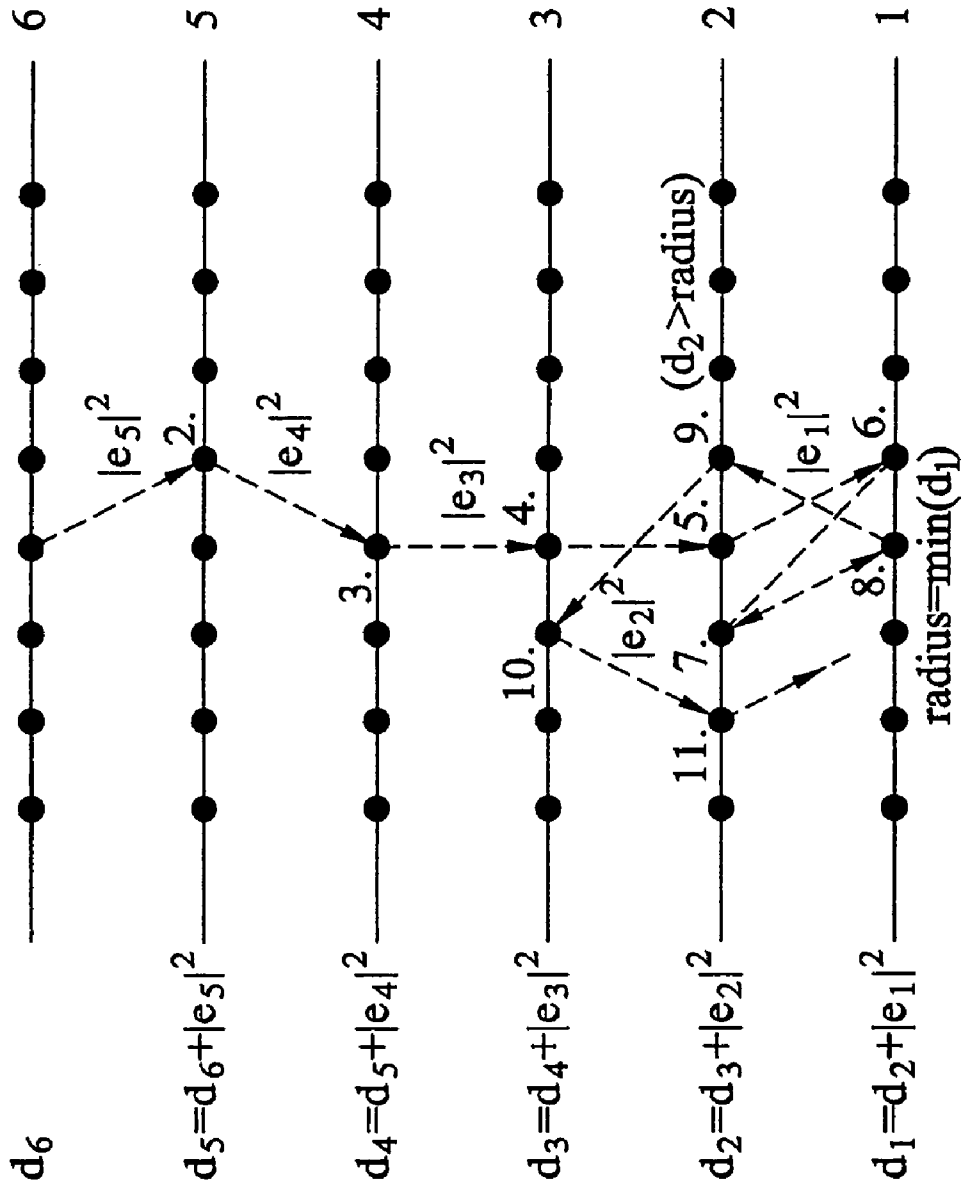 d6 6
d5=d6+|e5|^2 5
d4=d5+|e4|^2 4
d3=d4+|e3|^2 3
d2=d3+|e2|^2 2
d1=d2+|e1|^2 1
|e5|^2
2.
|e4|^2
3.
|e3|^2
4.
10.
|e2|^2
5.
9. (d2>radius)
11.
7.
|e1|^2
8.
6.
radius=min(d1)